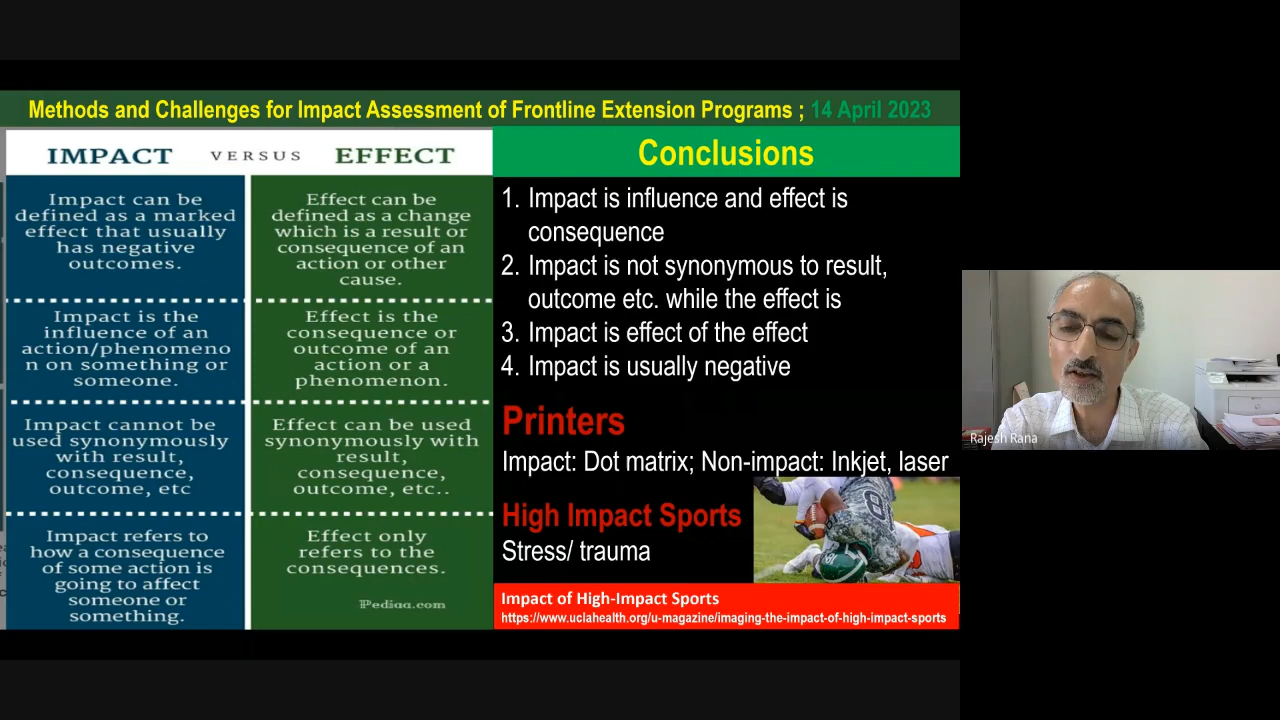 Methods and Challenges for Impact Assessment of Frontline Extension Programs ; 14 April 2023
IMPACT VERSUS EFFECT
Impact can be
defined as a marked
effect that usually
has negative
outcomes.
Effect can be
defined as a change
which is a result or
consequence of an
action or other
cause.
Impact is the
influence of an
action/phenomeno
n on something or
someone.
Effect is the
consequence or
outcome of an
action or a
phenomenon.
Impact cannot be
used synonymously
with result,
consequence,
outcome, etc
Effect can be used
synonymously with
result,
consequence,
outcome, etc..
Impact refers to
how a consequence
of some action is
going to affect
someone or
something.
Effect only
refers to the
consequences.
Pediaa.com
Conclusions
1. Impact is influence and effect is
consequence
2. Impact is not synonymous to result,
outcome etc. while the effect is
3. Impact is effect of the effect
4. Impact is usually negative
Printers
Impact: Dot matrix; Non-impact: Inkjet, laser
High Impact Sports
Stress/ trauma
Impact of High-Impact Sports
https://www.uclahealth.org/u-magazine/imaging-the-impact-of-high-impact-sports
Rajesh Rana